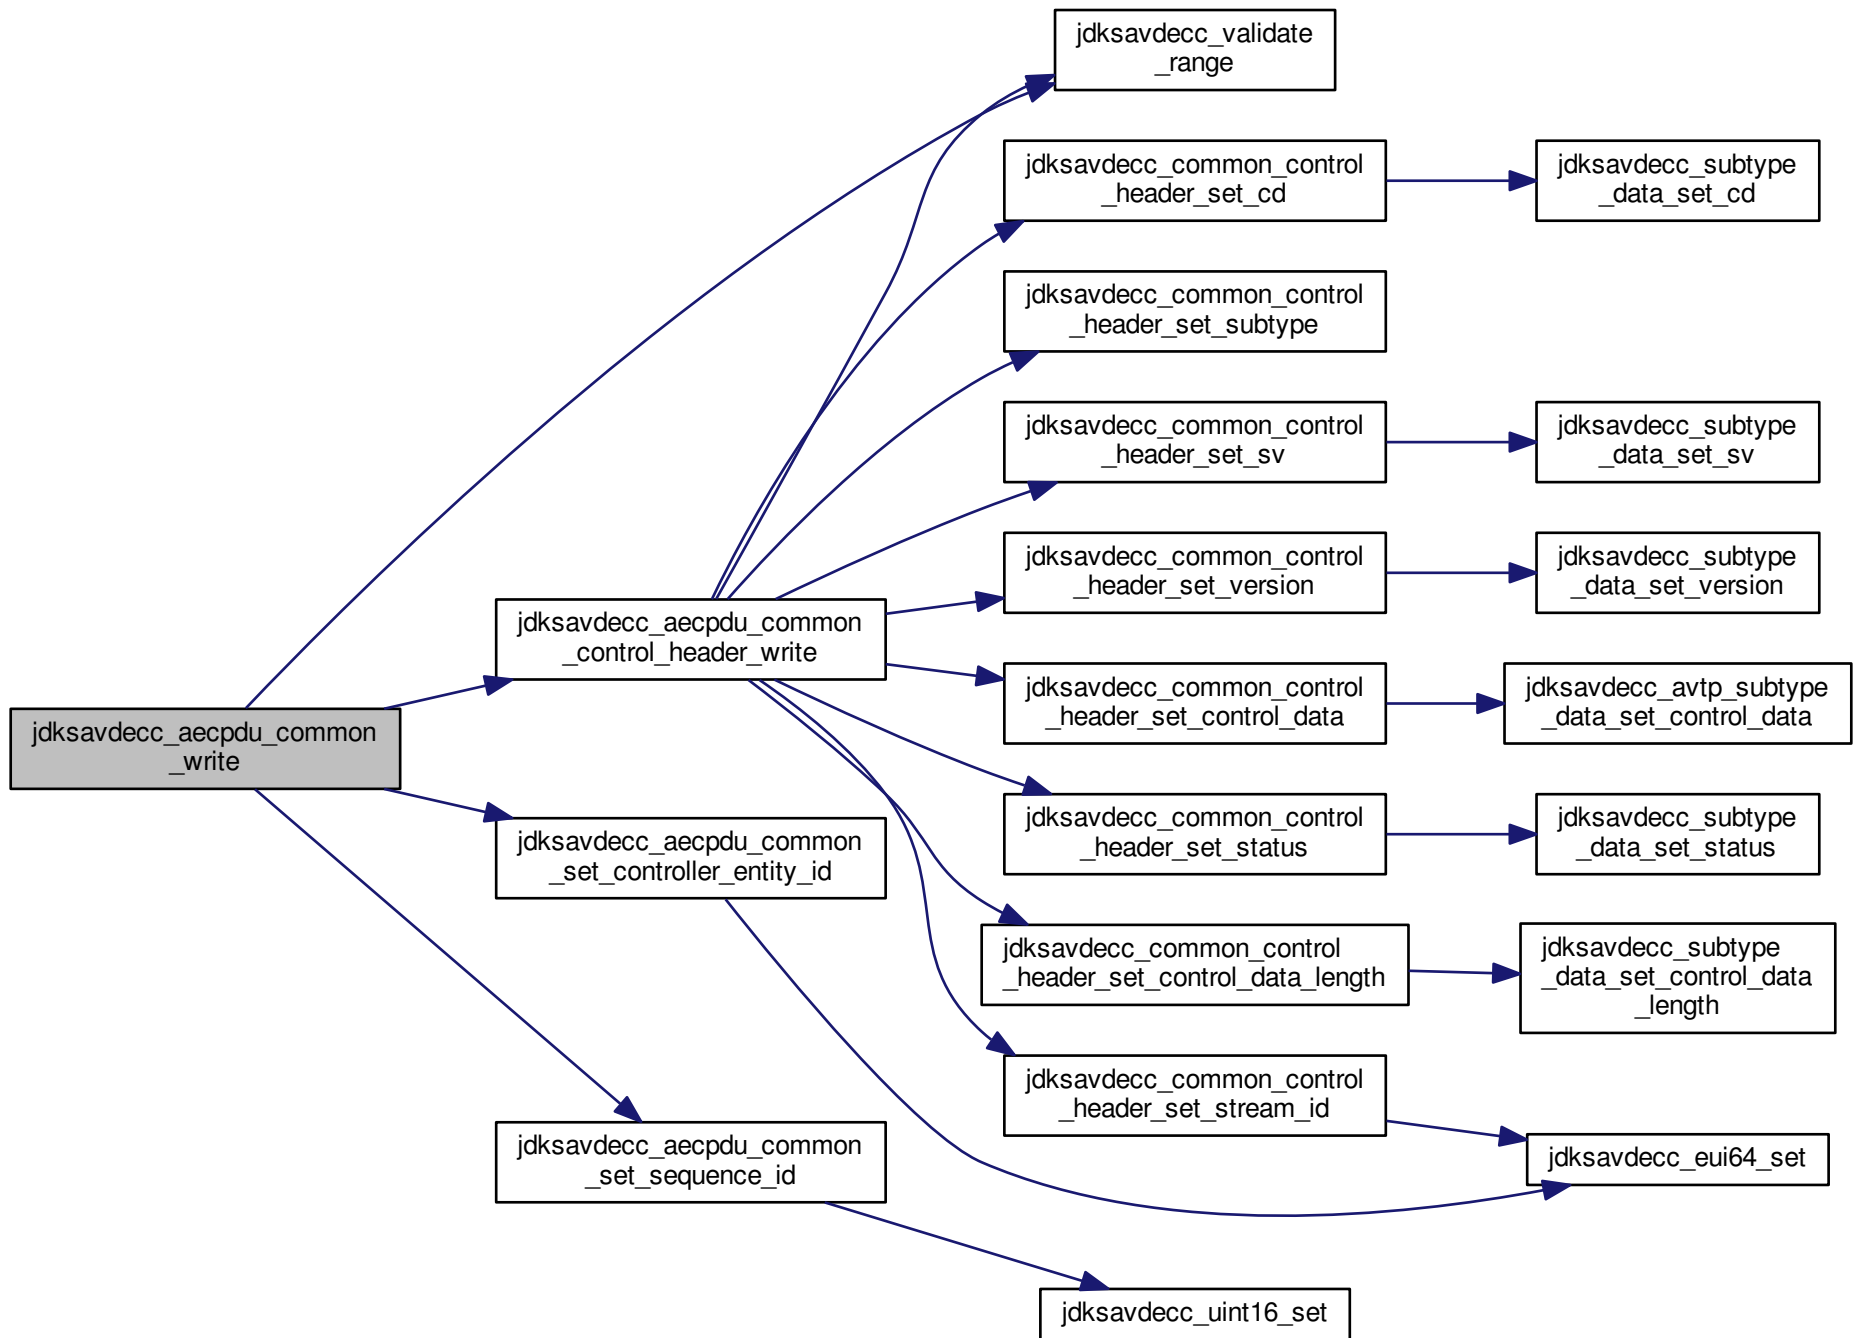 jdksavdecc_validate
_range
jdksavdecc_common_control
_header_set_cd
jdksavdecc_subtype
_data_set_cd
jdksavdecc_common_control
_header_set_subtype
jdksavdecc_common_control
_header_set_sv
jdksavdecc_subtype
_data_set_sv
jdksavdecc_common_control
_header_set_version
jdksavdecc_subtype
_data_set_version
jdksavdecc_aecpdu_common
_control_header_write
jdksavdecc_common_control
_header_set_control_data
jdksavdecc_avtp_subtype
_data_set_control_data
jdksavdecc_aecpdu_common
_write
jdksavdecc_common_control
_header_set_status
jdksavdecc_subtype
_data_set_status
jdksavdecc_aecpdu_common
_set_controller_entity_id
jdksavdecc_common_control
_header_set_control_data_length
jdksavdecc_subtype
_data_set_control_data
_length
jdksavdecc_common_control
_header_set_stream_id
jdksavdecc_eui64_set
jdksavdecc_aecpdu_common
_set_sequence_id
jdksavdecc_uint16_set